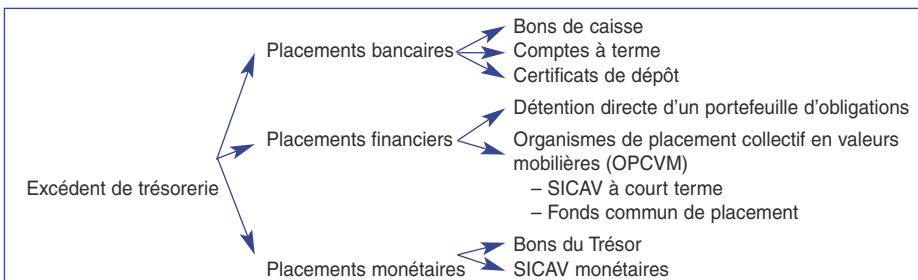 Excédent de trésorerie
Placements bancaires
Bons de caisse
Comptes à terme
Certificats de dépôt
Placements financiers
Détention directe d'un portefeuille d'obligations
Organismes de placement collectif en valeurs
mobilières (OPCVM)
– SICAV à court terme
– Fonds commun de placement
Placements monétaires
Bons du Trésor
SICAV monétaires